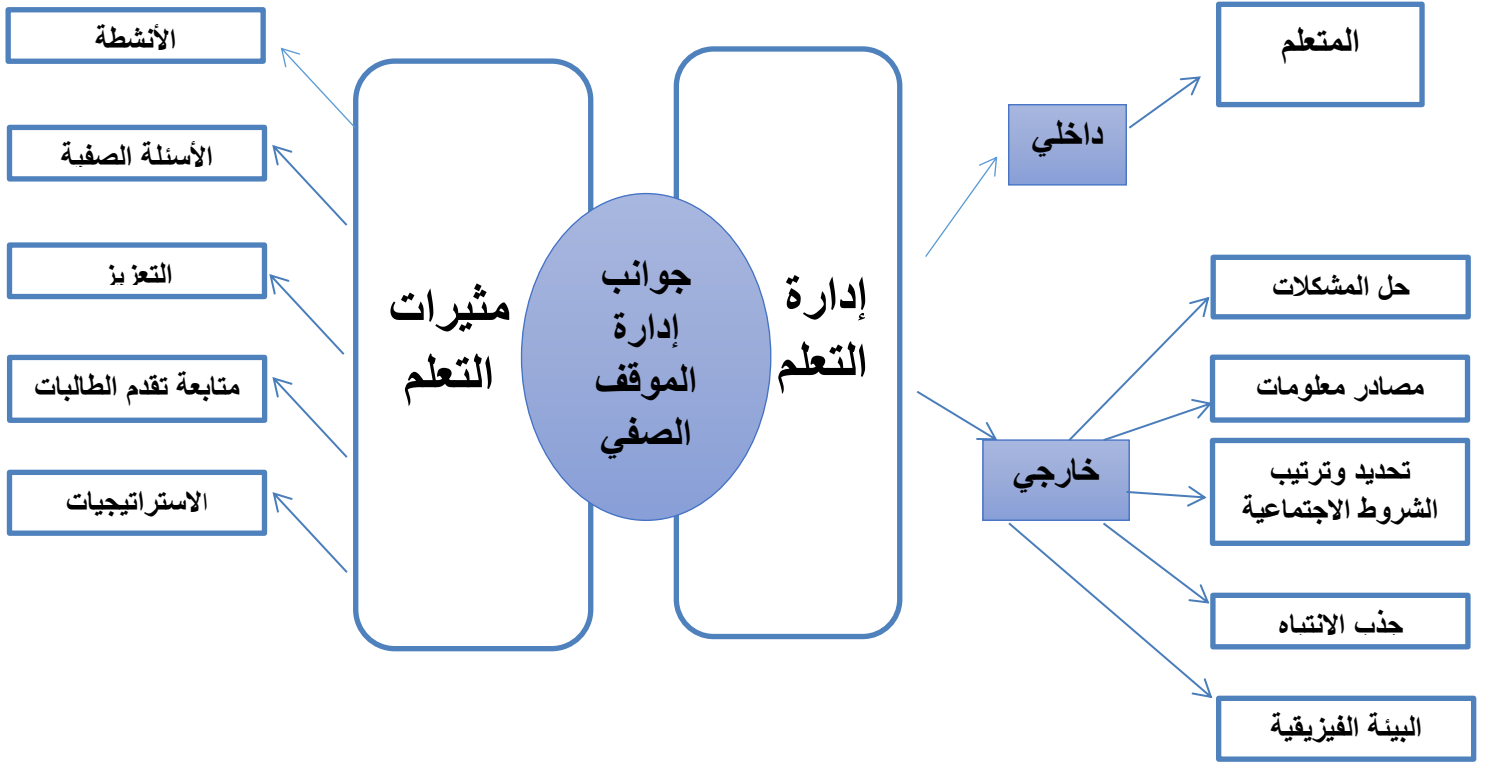 جوانب
إدارة
الموقف
الصفي
إدارة
التعلم
داخلي
المتعلم
خارجي
حل المشكلات
مصادر معلومات
تحديد وترتيب
الشروط الاجتماعية
جذب الانتباه
البيئة الفيزيقية
مثيرات
التعلم
الأنشطة
الأسئلة الصفية
التعزيز
متابعة تقدم الطالبات
الاستراتيجيات